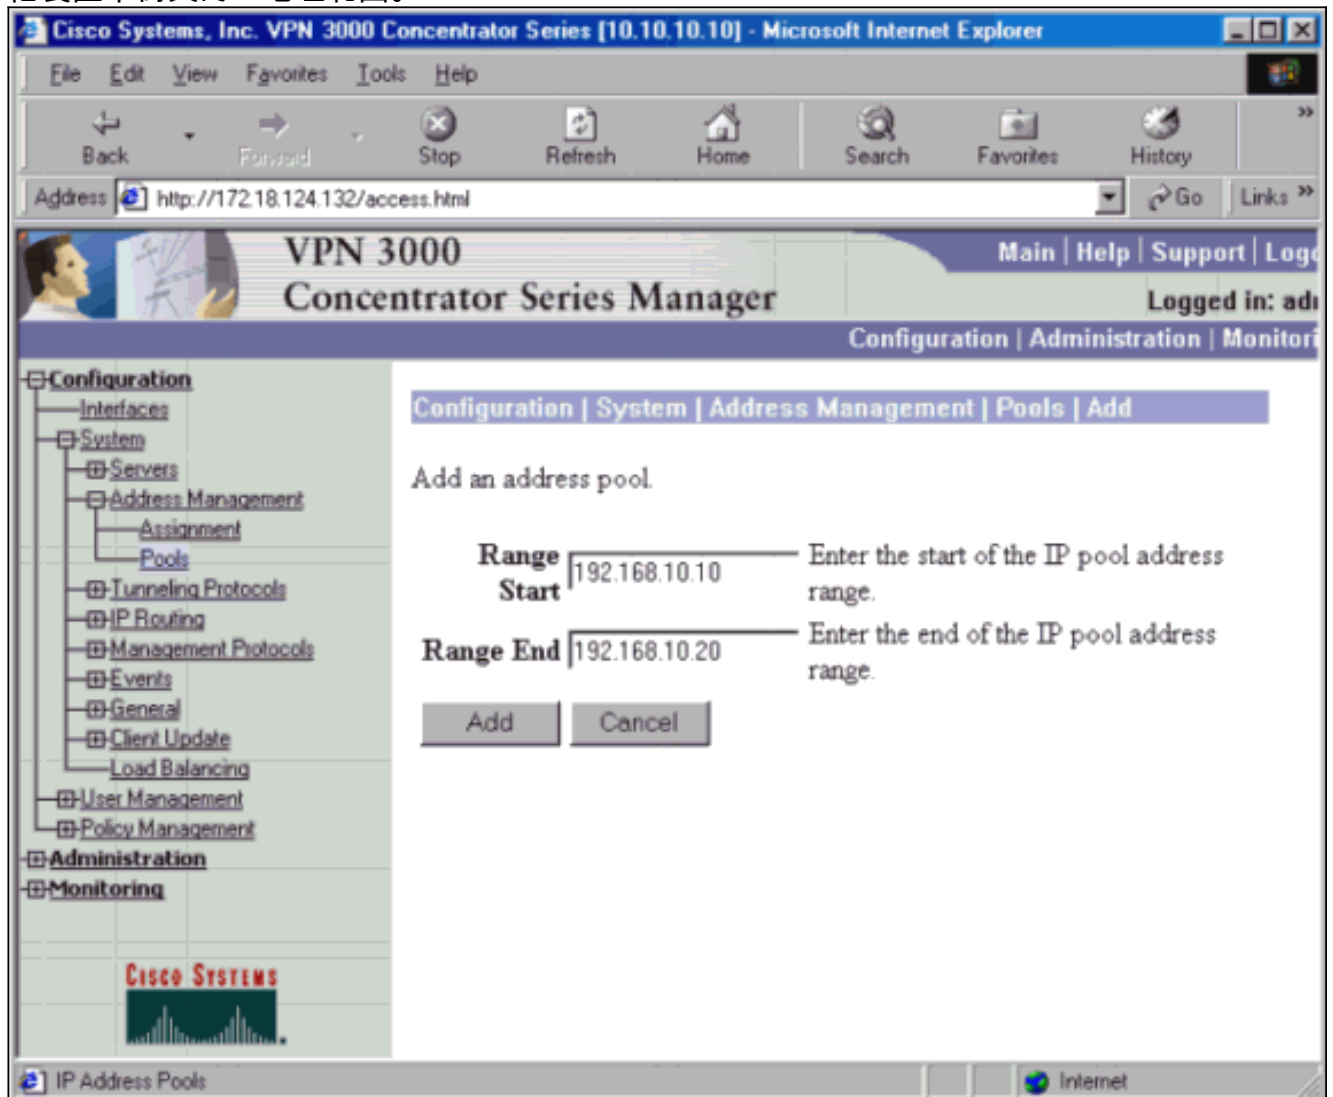 Cisco Systems, Inc. VPN 3000 Concentrator Series [10.10.10.10] - Microsoft Internet Explorer
File Edit View Favorites Tools Help
Back Forward Stop Refresh Home Search Favorites History »
Address http://172.18.124.132/access.html Go Links »
VPN 3000
Concentrator Series Manager
Main | Help | Support | Logo
Logged in: adm
Configuration | Administration | Monitori
Configuration
Interfaces
System
Servers
Address Management
Assignment
Pools
Tunneling Protocols
IP Routing
Management Protocols
Events
General
Client Update
Load Balancing
User Management
Policy Management
Administration
Monitoring
CISCO SYSTEMS
Configuration | System | Address Management | Pools | Add
Add an address pool.
Range Start 192.168.10.10 Enter the start of the IP pool address
range.
Range End 192.168.10.20 Enter the end of the IP pool address
range.
Add Cancel
IP Address Pools Internet